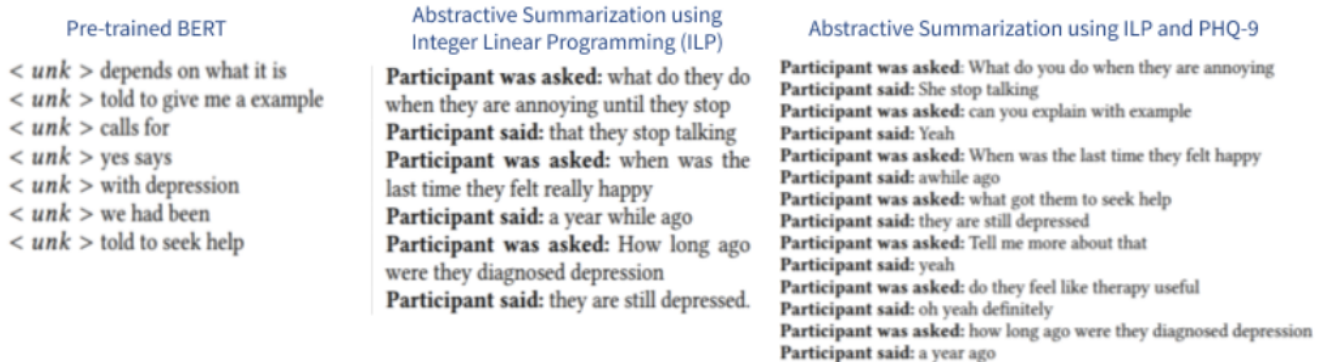 Pre-trained BERT
< unk > depends on what it is
< unk > told to give me a example
< unk > calls for
< unk > yes says
< unk > with depression
< unk > we had been
< unk > told to seek help
Abstractive Summarization using
Integer Linear Programming (ILP)
Participant was asked: what do they do
when they are annoying until they stop
Participant said: that they stop talking
Participant was asked: when was the
last time they felt really happy
Participant said: a year while ago
Participant was asked: How long ago
were they diagnosed depression
Participant said: they are still depressed.
Abstractive Summarization using ILP and PHQ-9
Participant was asked: What do you do when they are annoying
Participant said: She stop talking
Participant was asked: can you explain with example
Participant said: Yeah
Participant was asked: When was the last time they felt happy
Participant said: awhile ago
Participant was asked: what got them to seek help
Participant said: they are still depressed
Participant was asked: Tell me more about that
Participant said: yeah
Participant was asked: do they feel like therapy useful
Participant said: oh yeah definitely
Participant was asked: how long ago were they diagnosed depression
Participant said: a year ago